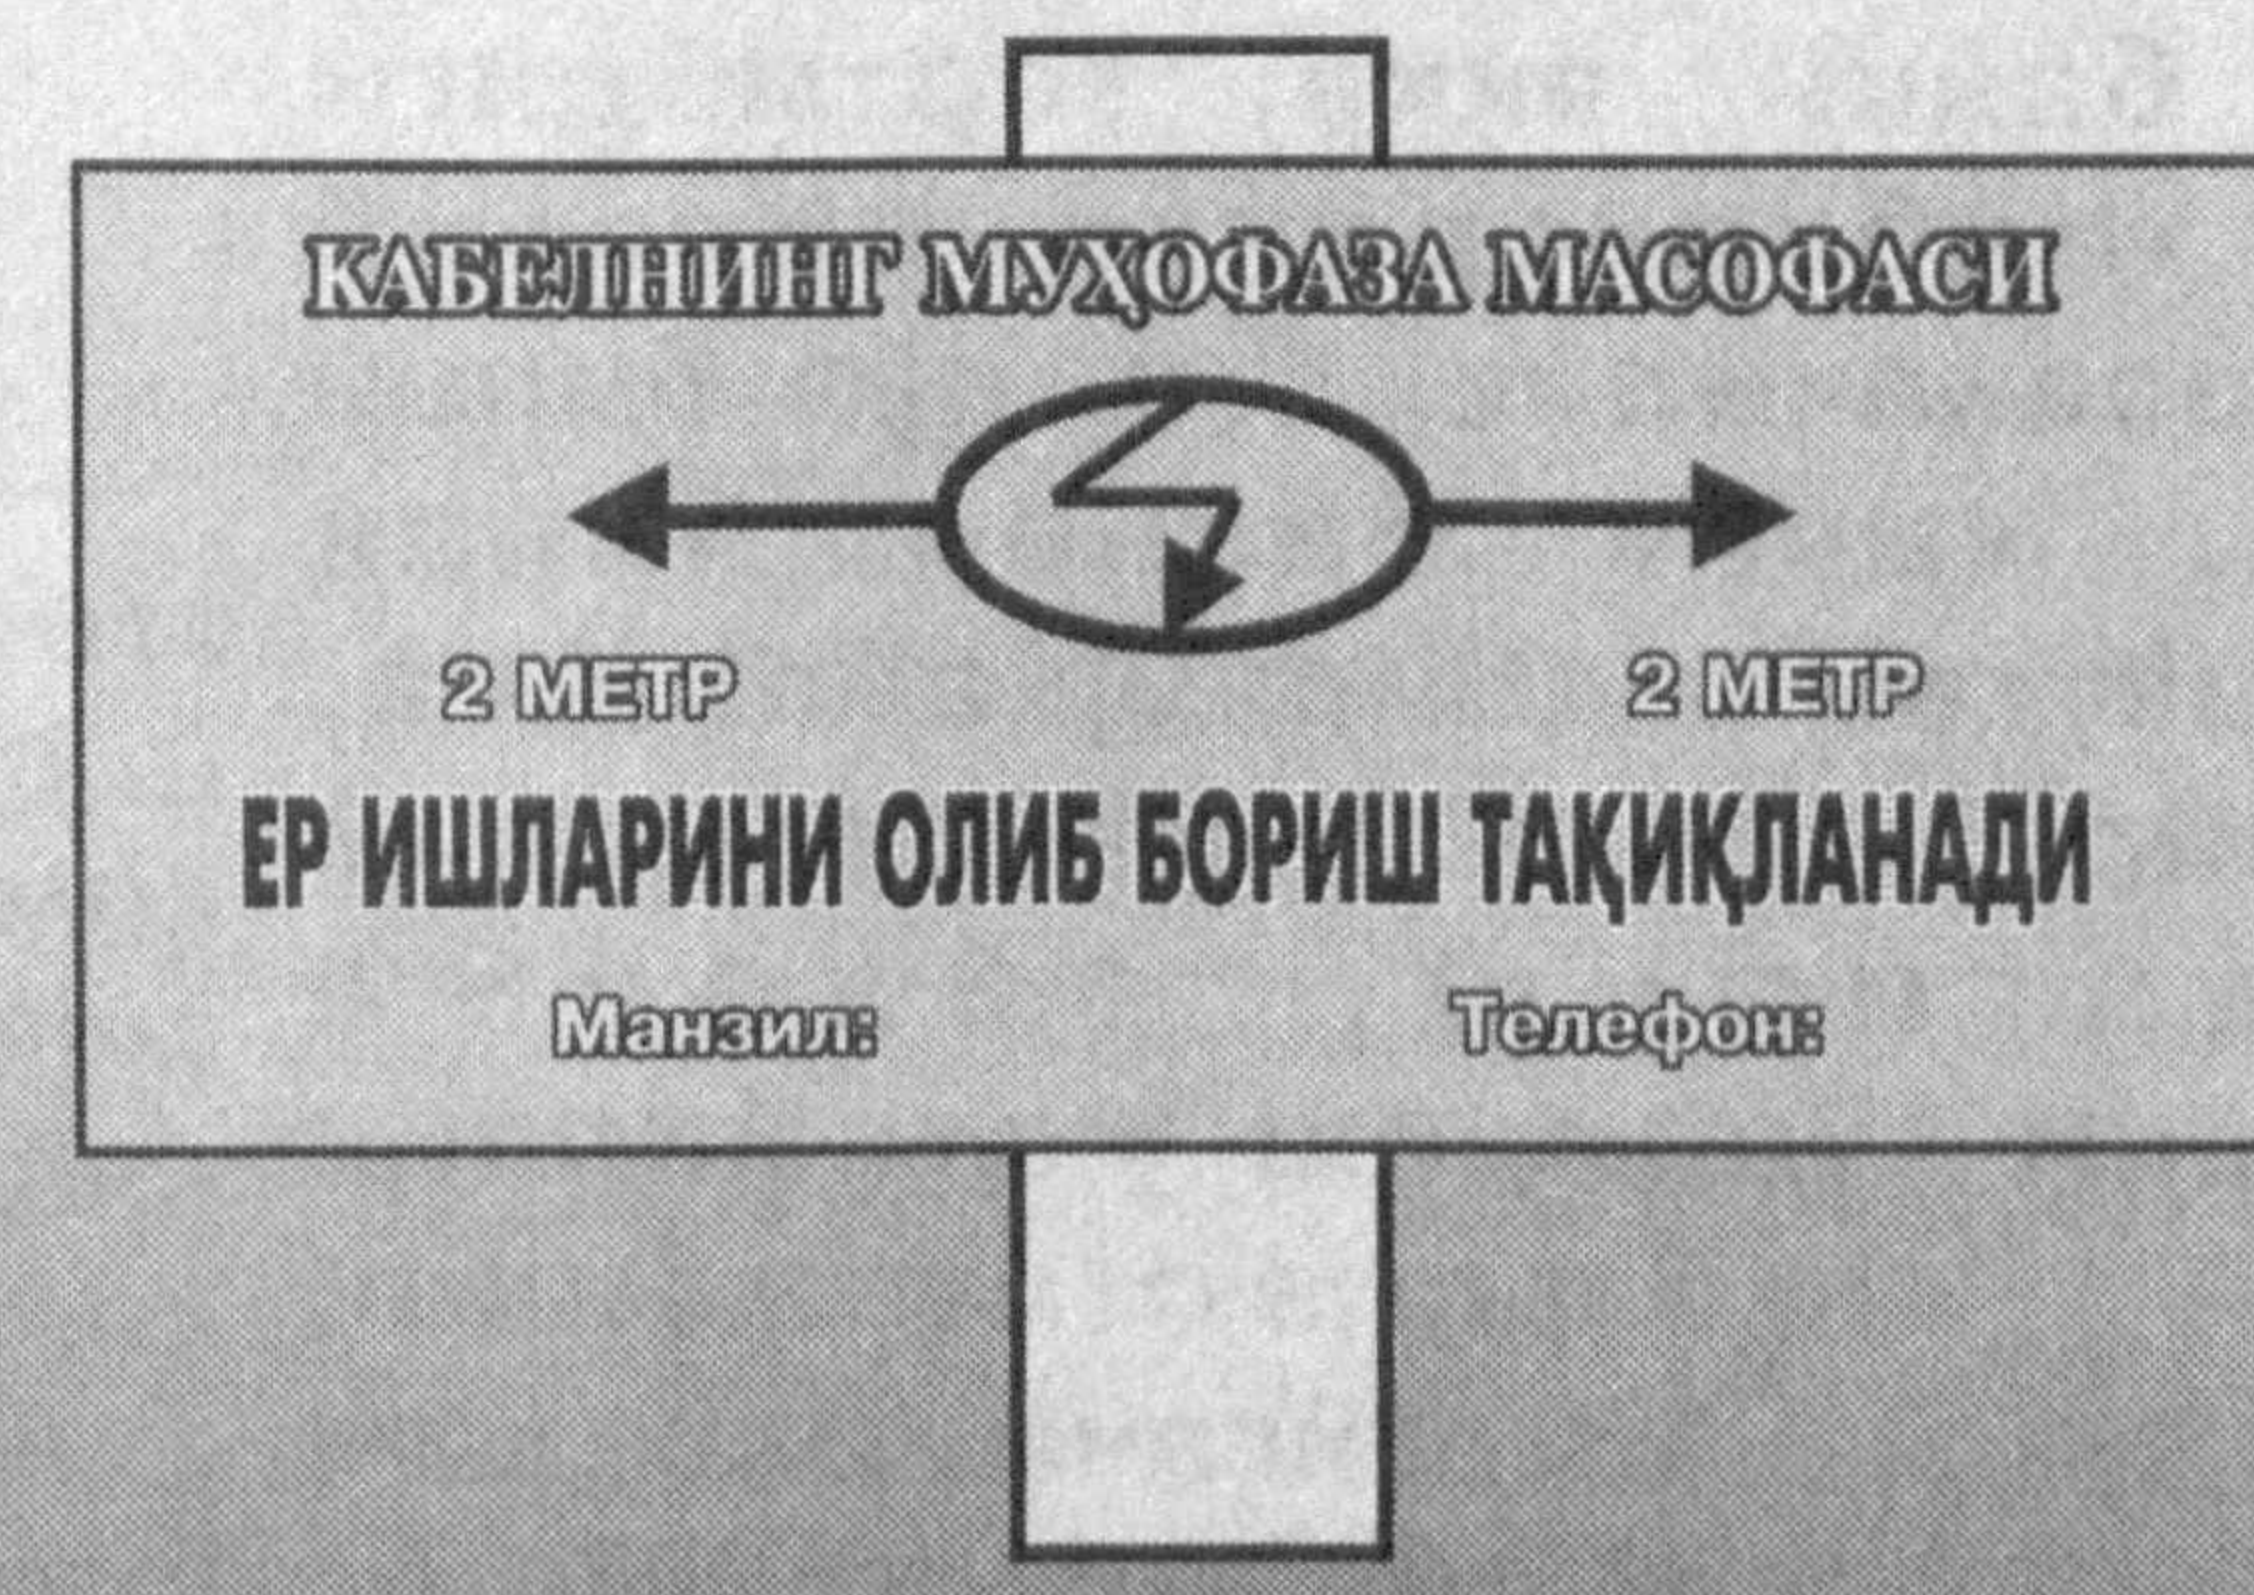 КАБЕЛНИНГ МУҲОФАЗА МАСОФАСИ
2 МЕТР 2 МЕТР
ЕР ИШЛАРИНИ ОЛИБ БОРИШ ТАҚИҚЛАНАДИ
Манзил: Телефон: